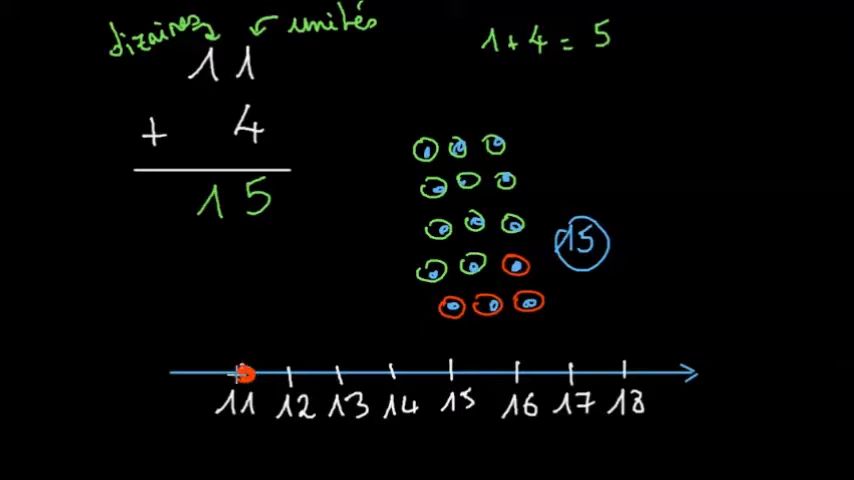 dizaines unités
11
+ 4
15
1 + 4 = 5
15
11 12 13 14 15 16 17 18